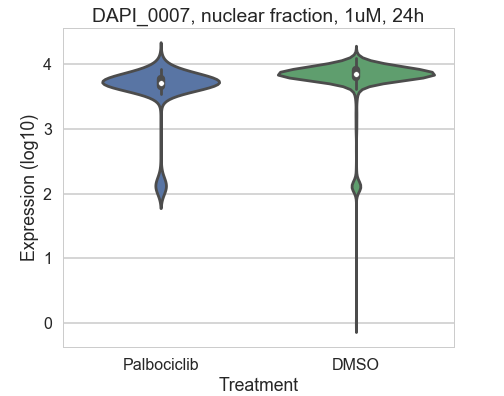 DAPI_0007, nuclear fraction, 1uM, 24h
Expression (log10)
4
3
2
1
0
Palbociclib DMSO
Treatment